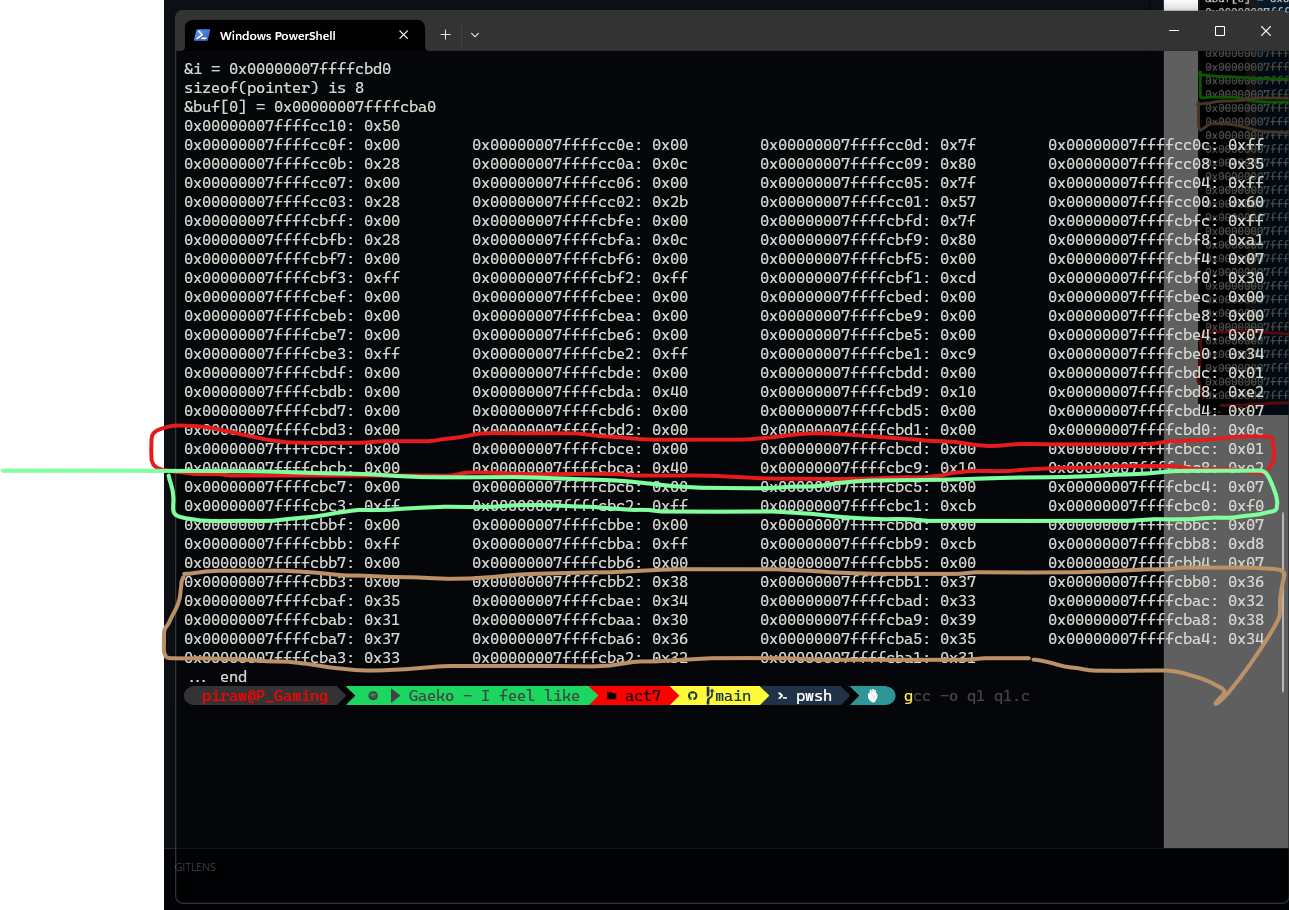 Windows PowerShell
&i = 0x00000007ffffcbd0
sizeof(pointer) is 8
&buf[0] = 0x00000007ffffcba0
0x00000007ffffcc10: 0x50
0x00000007ffffcc0f: 0x00 0x00000007ffffcc0e: 0x00 0x00000007ffffcc0d: 0x7f 0x00000007ffffcc0c: 0xff
0x00000007ffffcc0b: 0x28 0x00000007ffffcc0a: 0x0c 0x00000007ffffcc09: 0x80 0x00000007ffffcc08: 0x35
0x00000007ffffcc07: 0x00 0x00000007ffffcc06: 0x00 0x00000007ffffcc05: 0x7f 0x00000007ffffcc04: 0xff
0x00000007ffffcc03: 0x28 0x00000007ffffcc02: 0x2b 0x00000007ffffcc01: 0x57 0x00000007ffffcc00: 0x60
0x00000007ffffcbff: 0x00 0x00000007ffffcbfe: 0x00 0x00000007ffffcbfd: 0x7f 0x00000007ffffcbfc: 0xff
0x00000007ffffcbfb: 0x28 0x00000007ffffcbfa: 0x0c 0x00000007ffffcbf9: 0x80 0x00000007ffffcbf8: 0xa1
0x00000007ffffcbf7: 0x00 0x00000007ffffcbf6: 0x00 0x00000007ffffcbf5: 0x00 0x00000007ffffcbf4: 0x07
0x00000007ffffcbf3: 0xff 0x00000007ffffcbf2: 0xff 0x00000007ffffcbf1: 0xcd 0x00000007ffffcbf0: 0x30
0x00000007ffffcbef: 0x00 0x00000007ffffcbee: 0x00 0x00000007ffffcbed: 0x00 0x00000007ffffcbec: 0x00
0x00000007ffffcbeb: 0x00 0x00000007ffffcbea: 0x00 0x00000007ffffcbe9: 0x00 0x00000007ffffcbe8: 0x00
0x00000007ffffcbe7: 0x00 0x00000007ffffcbe6: 0x00 0x00000007ffffcbe5: 0x00 0x00000007ffffcbe4: 0x07
0x00000007ffffcbe3: 0xff 0x00000007ffffcbe2: 0xff 0x00000007ffffcbe1: 0xc9 0x00000007ffffcbe0: 0x34
0x00000007ffffcbdf: 0x00 0x00000007ffffcbde: 0x00 0x00000007ffffcbdd: 0x00 0x00000007ffffcbdc: 0x01
0x00000007ffffcbdb: 0x00 0x00000007ffffcbda: 0x40 0x00000007ffffcbd9: 0x10 0x00000007ffffcbd8: 0xe2
0x00000007ffffcbd7: 0x00 0x00000007ffffcbd6: 0x00 0x00000007ffffcbd5: 0x00 0x00000007ffffcbd4: 0x07
0x00000007ffffcbd3: 0x00 0x00000007ffffcbd2: 0x00 0x00000007ffffcbd1: 0x00 0x00000007ffffcbd0: 0x0c
0x00000007ffffcbcf: 0x00 0x00000007ffffcbce: 0x00 0x00000007ffffcbcd: 0x00 0x00000007ffffcbcc: 0x01
0x00000007ffffcbcb: 0x00 0x00000007ffffcbca: 0x40 0x00000007ffffcbc9: 0x10 0x00000007ffffcbc8: 0xe2
0x00000007ffffcbc7: 0x00 0x00000007ffffcbc6: 0x00 0x00000007ffffcbc5: 0x00 0x00000007ffffcbc4: 0x07
0x00000007ffffcbc3: 0xff 0x00000007ffffcbc2: 0xff 0x00000007ffffcbc1: 0xcb 0x00000007ffffcbc0: 0xf0
0x00000007ffffcbbf: 0x00 0x00000007ffffcbbe: 0x00 0x00000007ffffcbbd: 0x00 0x00000007ffffcbbc: 0x07
0x00000007ffffcbbb: 0xff 0x00000007ffffcbba: 0xff 0x00000007ffffcbb9: 0xcb 0x00000007ffffcbb8: 0xd8
0x00000007ffffcbb7: 0x00 0x00000007ffffcbb6: 0x00 0x00000007ffffcbb5: 0x00 0x00000007ffffcbb4: 0x07
0x00000007ffffcbb3: 0x39 0x00000007ffffcbb2: 0x38 0x00000007ffffcbb1: 0x37 0x00000007ffffcbb0: 0x36
0x00000007ffffcbaf: 0x35 0x00000007ffffcbae: 0x34 0x00000007ffffcbad: 0x33 0x00000007ffffcbac: 0x32
0x00000007ffffcbab: 0x31 0x00000007ffffcbaa: 0x30 0x00000007ffffcba9: 0x39 0x00000007ffffcba8: 0x38
0x00000007ffffcba7: 0x37 0x00000007ffffcba6: 0x36 0x00000007ffffcba5: 0x35 0x00000007ffffcba4: 0x34
0x00000007ffffcba3: 0x33 0x00000007ffffcba2: 0x32 0x00000007ffffcba1: 0x31
... end
piraw@P_Gaming Gaeko - I feel like act7 main pwsh gcc -o q1 q1.c
GITLENS